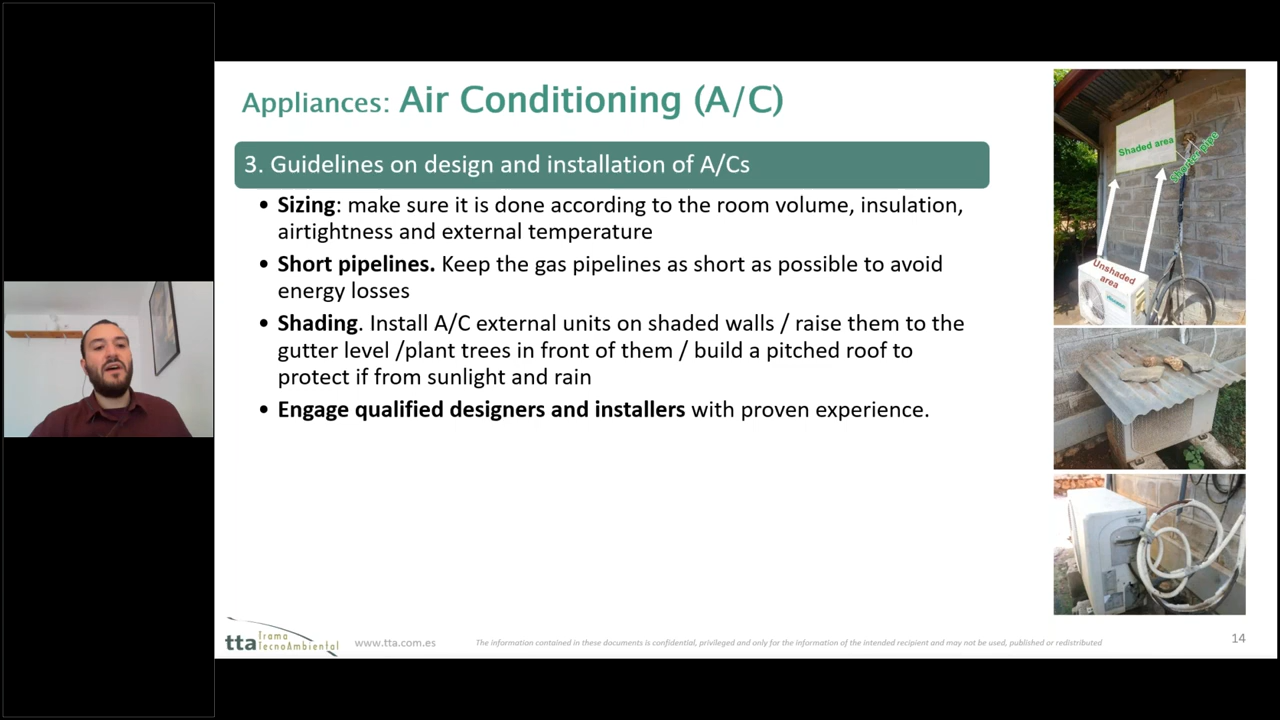 Appliances: Air Conditioning (A/C)
3. Guidelines on design and installation of A/Cs
• Sizing: make sure it is done according to the room volume, insulation,
airtightness and external temperature
• Short pipelines. Keep the gas pipelines as short as possible to avoid
energy losses
• Shading. Install A/C external units on shaded walls / raise them to the
gutter level /plant trees in front of them / build a pitched roof to
protect if from sunlight and rain
• Engage qualified designers and installers with proven experience.
Shaded area
Shorter pipe
Unshaded
area
tta Trama
TecnoAmbiental
www.tta.com.es
The information contained in these documents is confidential, privileged and only for the information of the intended recipient and may not be used, published or redistributed
14